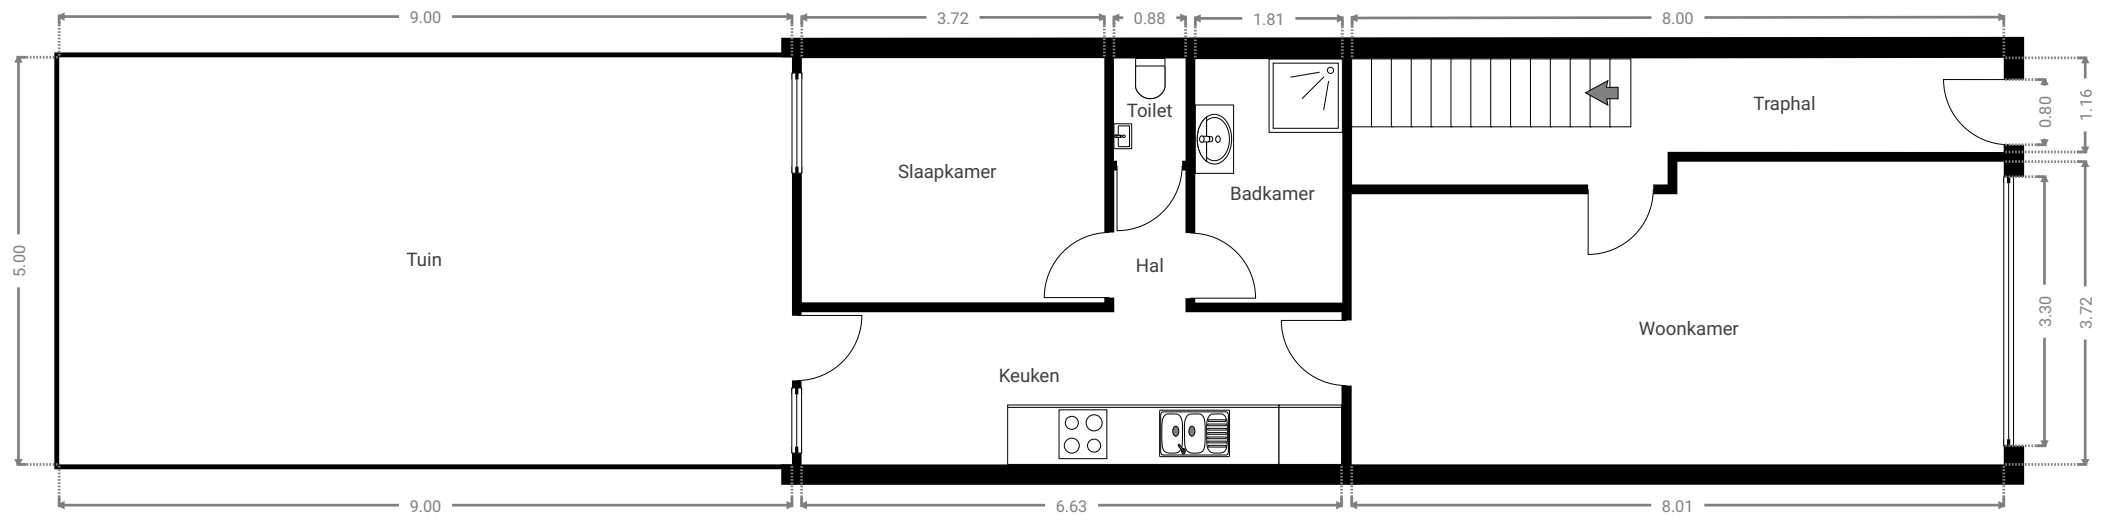 9.00
3.72
0.88
1.81
8.00
Toilet
Traphal
0.80
1.16
Slaapkamer
Badkamer
5.00
Tuin
Hal
3.30
3.72
Woonkamer
Keuken
9.00
6.63
8.01